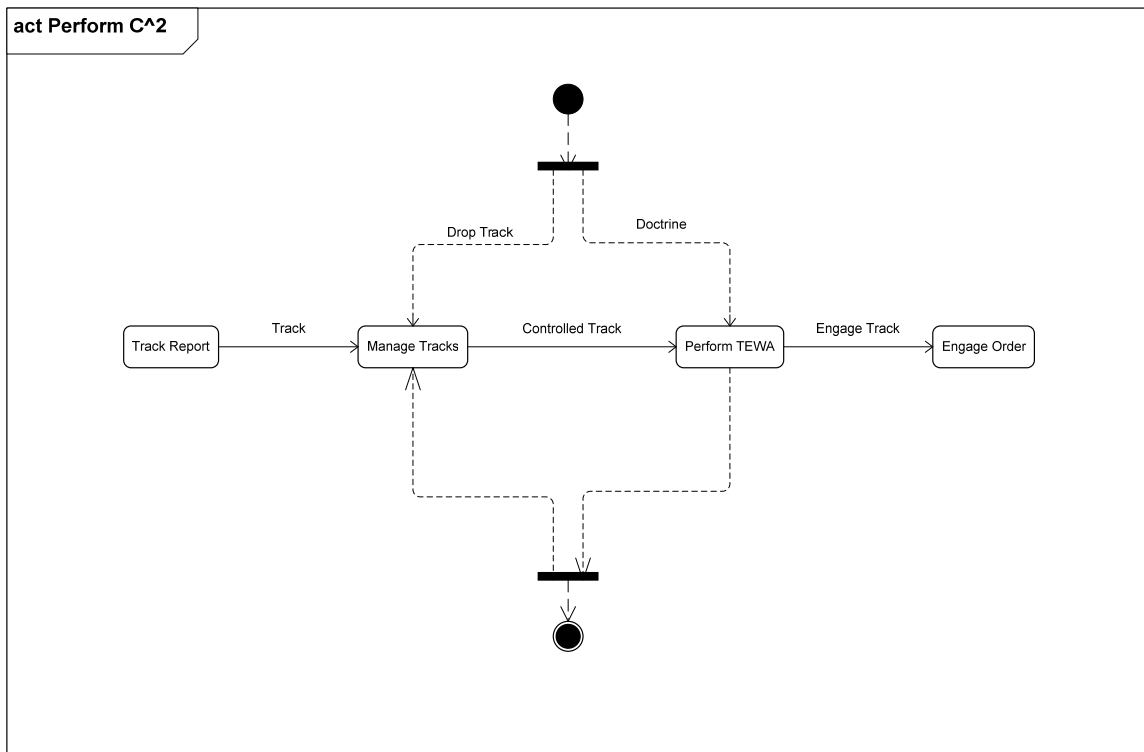 act Perform C^2
Drop Track
Doctrine
Track Report
Track
Manage Tracks
Controlled Track
Perform TEWA
Engage Track
Engage Order